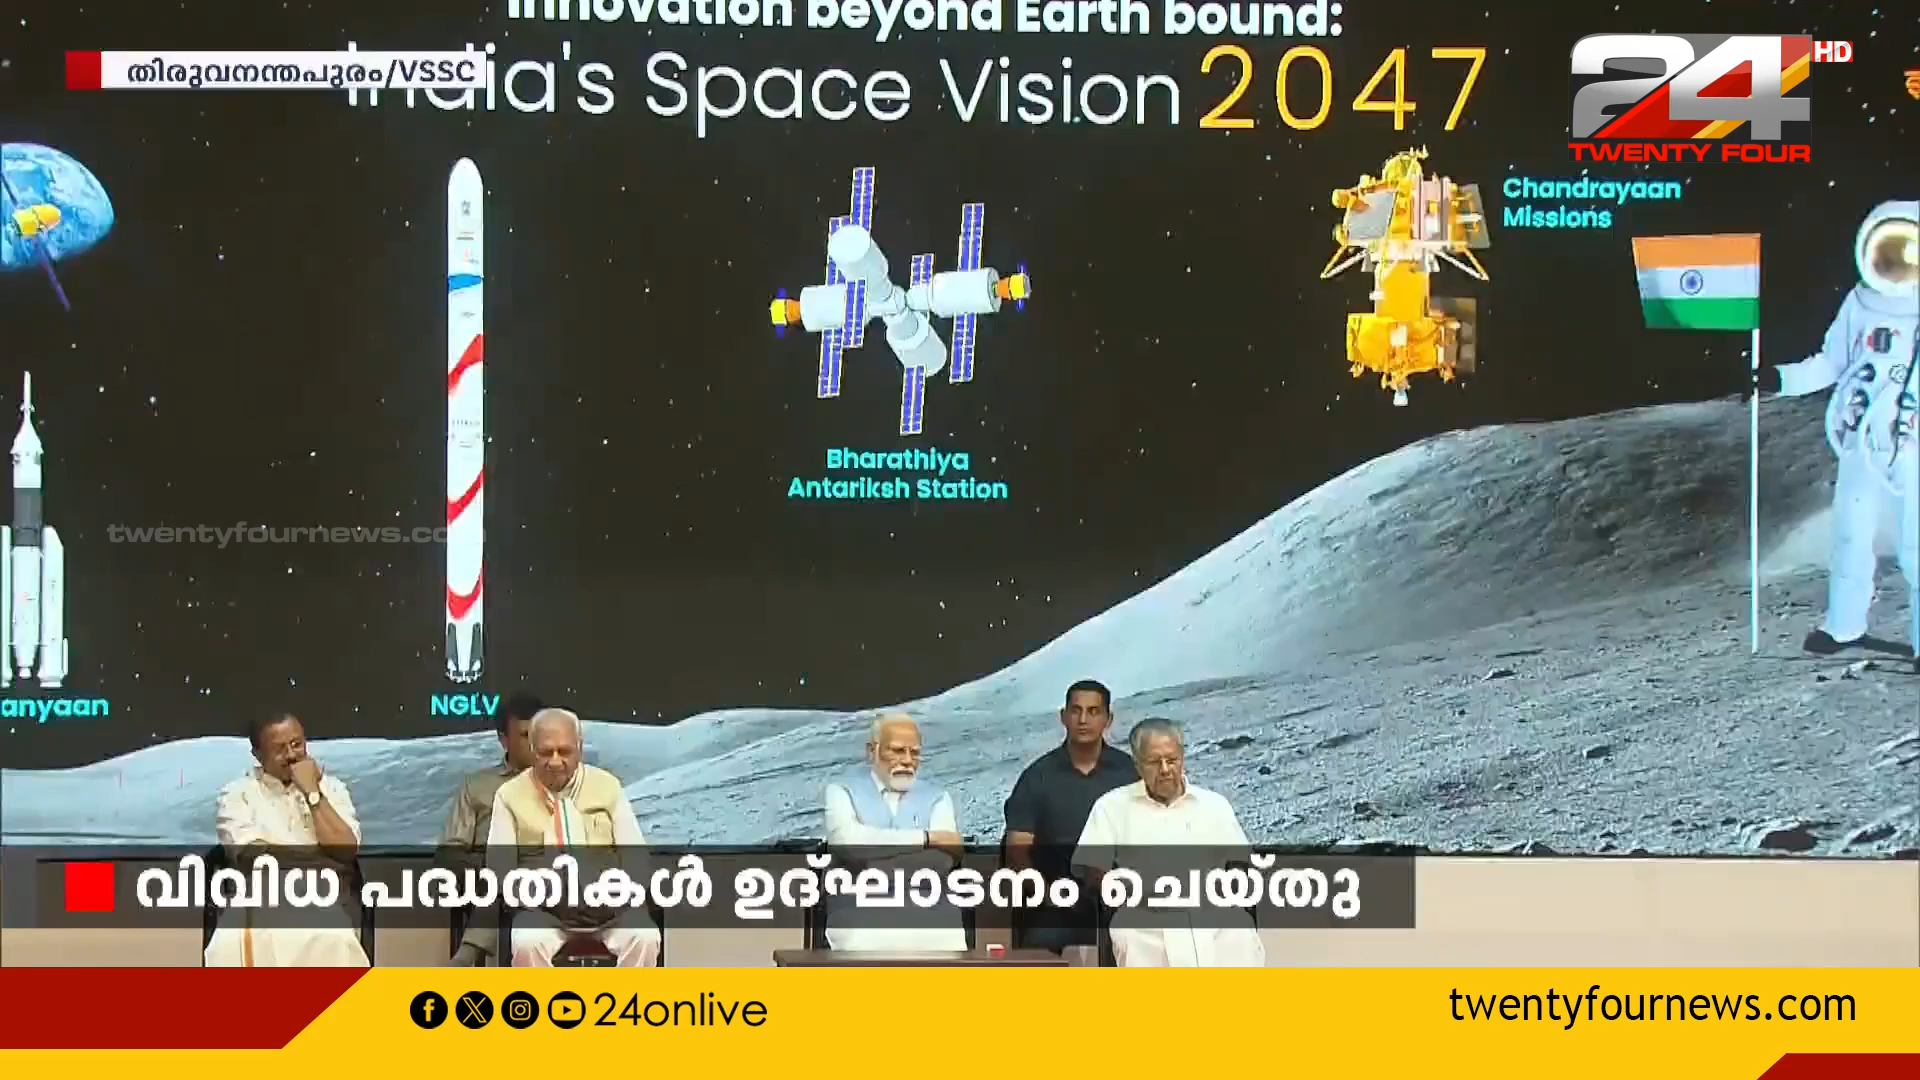 Innovation beyond Earth bound:
തിരുവനന്തപുരം/VSSC
India's Space Vision 2047
24
HD
TWENTY FOUR
Chandrayaan
Missions
Bharathiya
Antariksh Station
twentyfournews.com
anyaan
NGLV
വിവിധ പദ്ധതികൾ ഉദ്ഘാടനം ചെയ്തു
24onlive
twentyfournews.com